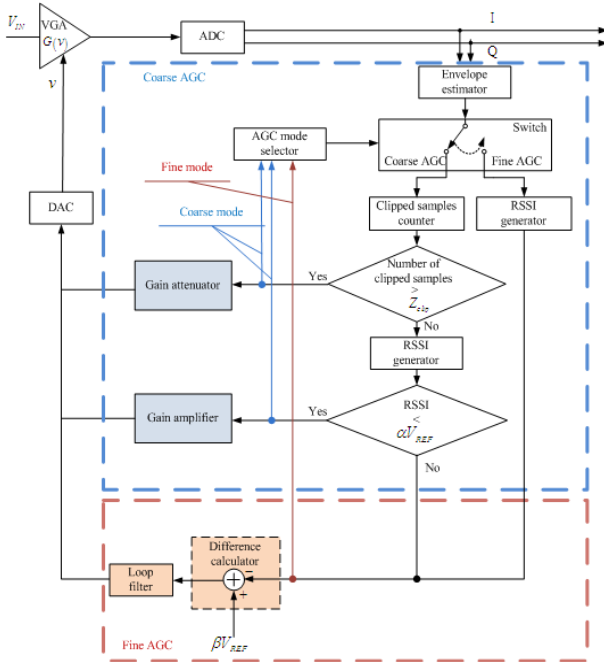 V_IN
VGA
G(v)
ADC
I
Q
v
Coarse AGC
Envelope
estimator
AGC mode
selector
Switch
Coarse AGC
Fine AGC
Fine mode
Coarse mode
DAC
Clipped samples
counter
RSSI
generator
Number of
clipped samples
>
Z_clip
Yes
Gain attenuator
No
RSSI
generator
RSSI
<
αV_REF
Yes
Gain amplifier
No
Difference
calculator
−
+
Loop
filter
βV_REF
Fine AGC